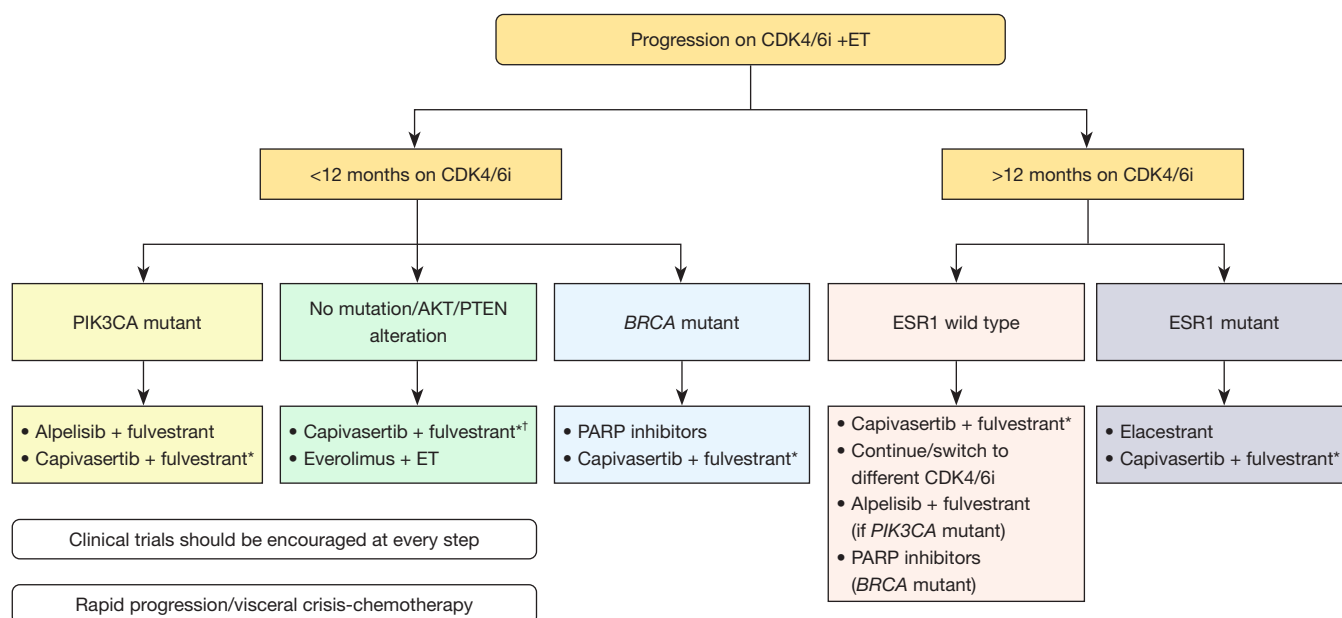 Progression on CDK4/6i +ET
<12 months on CDK4/6i
>12 months on CDK4/6i
PIK3CA mutant
No mutation/AKT/PTEN
alteration
BRCA mutant
ESR1 wild type
ESR1 mutant
• Alpelisib + fulvestrant
• Capivasertib + fulvestrant*
• Capivasertib + fulvestrant*†
• Everolimus + ET
• PARP inhibitors
• Capivasertib + fulvestrant*
• Capivasertib + fulvestrant*
• Continue/switch to
different CDK4/6i
• Alpelisib + fulvestrant
(if PIK3CA mutant)
• PARP inhibitors
(BRCA mutant)
• Elacestrant
• Capivasertib + fulvestrant*
Clinical trials should be encouraged at every step
Rapid progression/visceral crisis-chemotherapy